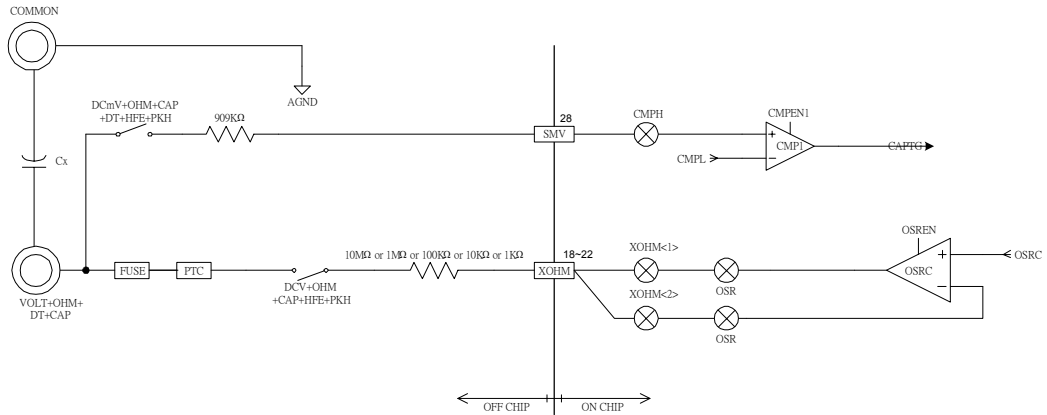 COMMON
AGND
DCmV+OHM+CAP
+DT+HFE+PKH
909KΩ
28
SMV
CMPH
CMPEN1
+
CMP1
−
CMPL
CAPTG
Cx
10MΩ or 1MΩ or 100KΩ or 10KΩ or 1KΩ
18~22
XOHM
XOHM<1>
OSR
OSREN
+
OSRC
−
OSRC
FUSE
PTC
DCV+OHM
+CAP+HFE+PKH
VOLT+OHM+
DT+CAP
XOHM<2>
OSR
OFF CHIP
ON CHIP